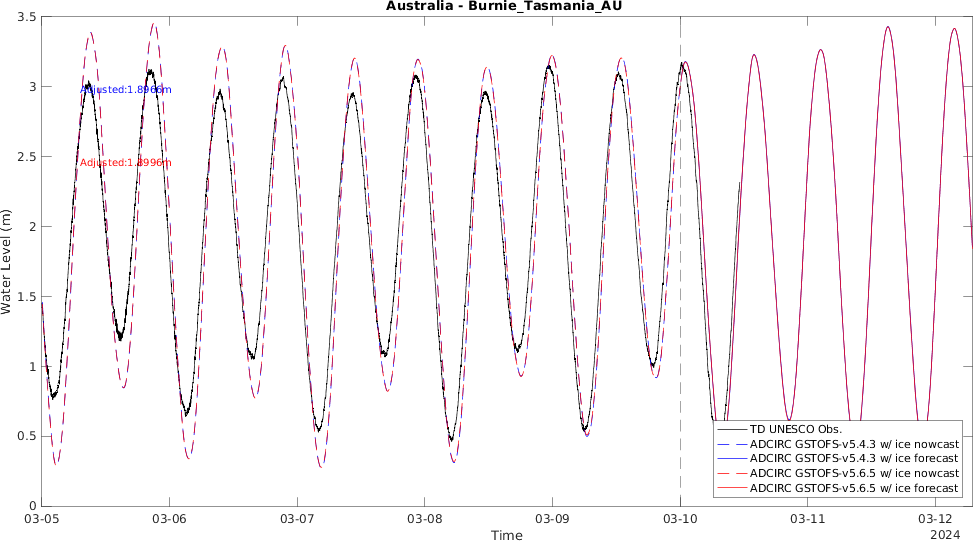 Australia - Burnie_Tasmania_AU
3.5
3
2.5
2
1.5
1
0.5
0
Water Level (m)
Adjusted:1.8966m
Adjusted:1.8996m
TD UNESCO Obs.
ADCIRC GSTOFS-v5.4.3 w/ ice nowcast
ADCIRC GSTOFS-v5.4.3 w/ ice forecast
ADCIRC GSTOFS-v5.6.5 w/ ice nowcast
ADCIRC GSTOFS-v5.6.5 w/ ice forecast
03-05 03-06 03-07 03-08 03-09 03-10 03-11 03-12
Time
2024